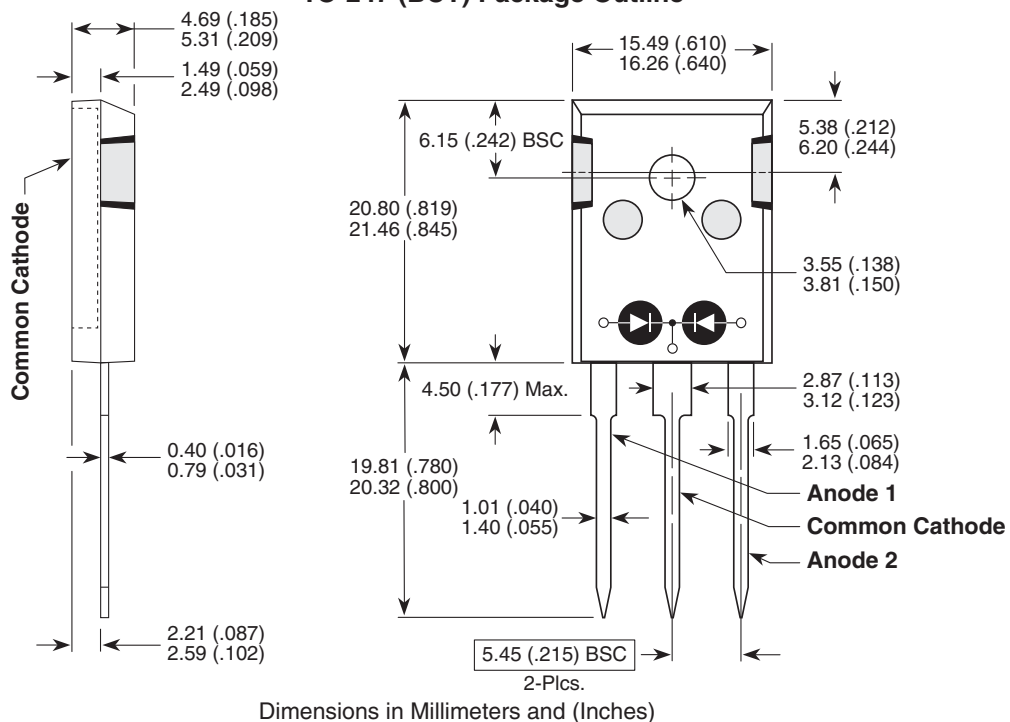 4.69 (.185)
5.31 (.209)
1.49 (.059)
2.49 (.098)
15.49 (.610)
16.26 (.640)
6.15 (.242) BSC
5.38 (.212)
6.20 (.244)
Common Cathode
20.80 (.819)
21.46 (.845)
3.55 (.138)
3.81 (.150)
4.50 (.177) Max.
2.87 (.113)
3.12 (.123)
0.40 (.016)
0.79 (.031)
19.81 (.780)
20.32 (.800)
1.65 (.065)
2.13 (.084)
1.01 (.040)
1.40 (.055)
Anode 1
Common Cathode
Anode 2
2.21 (.087)
2.59 (.102)
5.45 (.215) BSC
2-Plcs.
Dimensions in Millimeters and (Inches)